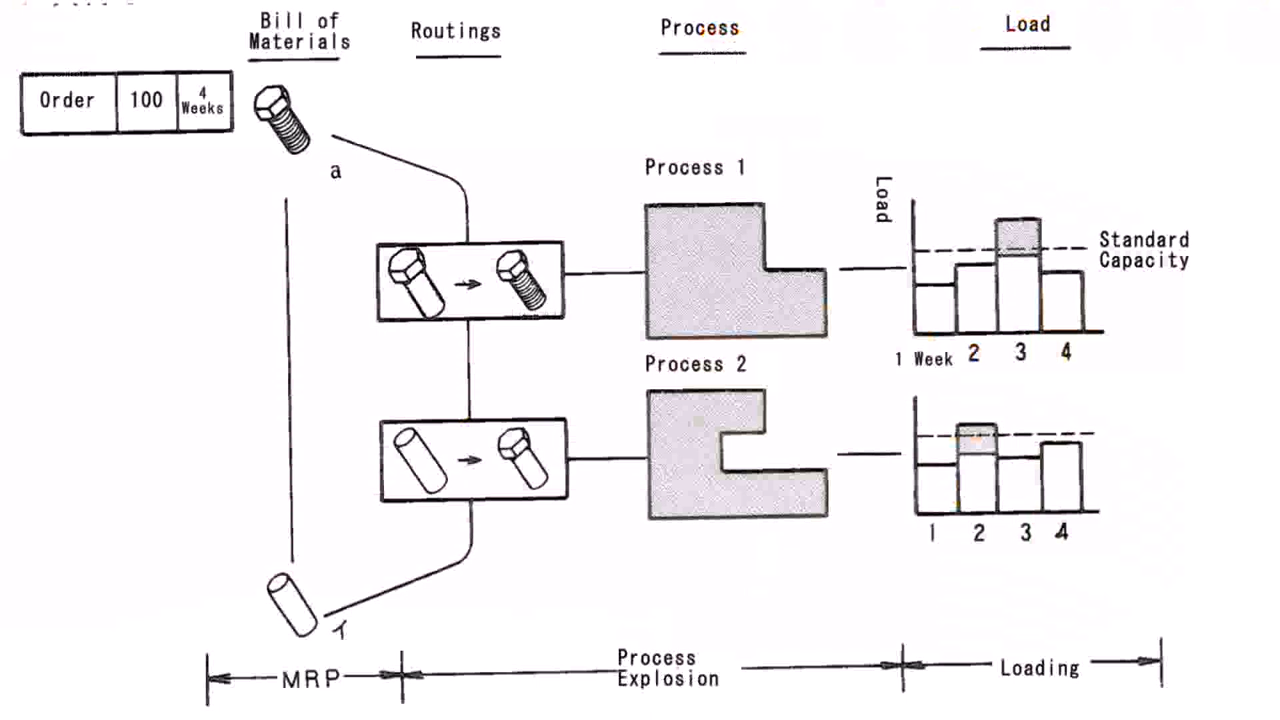 Bill of
Materials
Routings
Process
Load
Order
100
4
Weeks
a
Process 1
Load
Standard
Capacity
1 Week
2
3
4
Process 2
1
2
3
4
イ
MRP
Process
Explosion
Loading